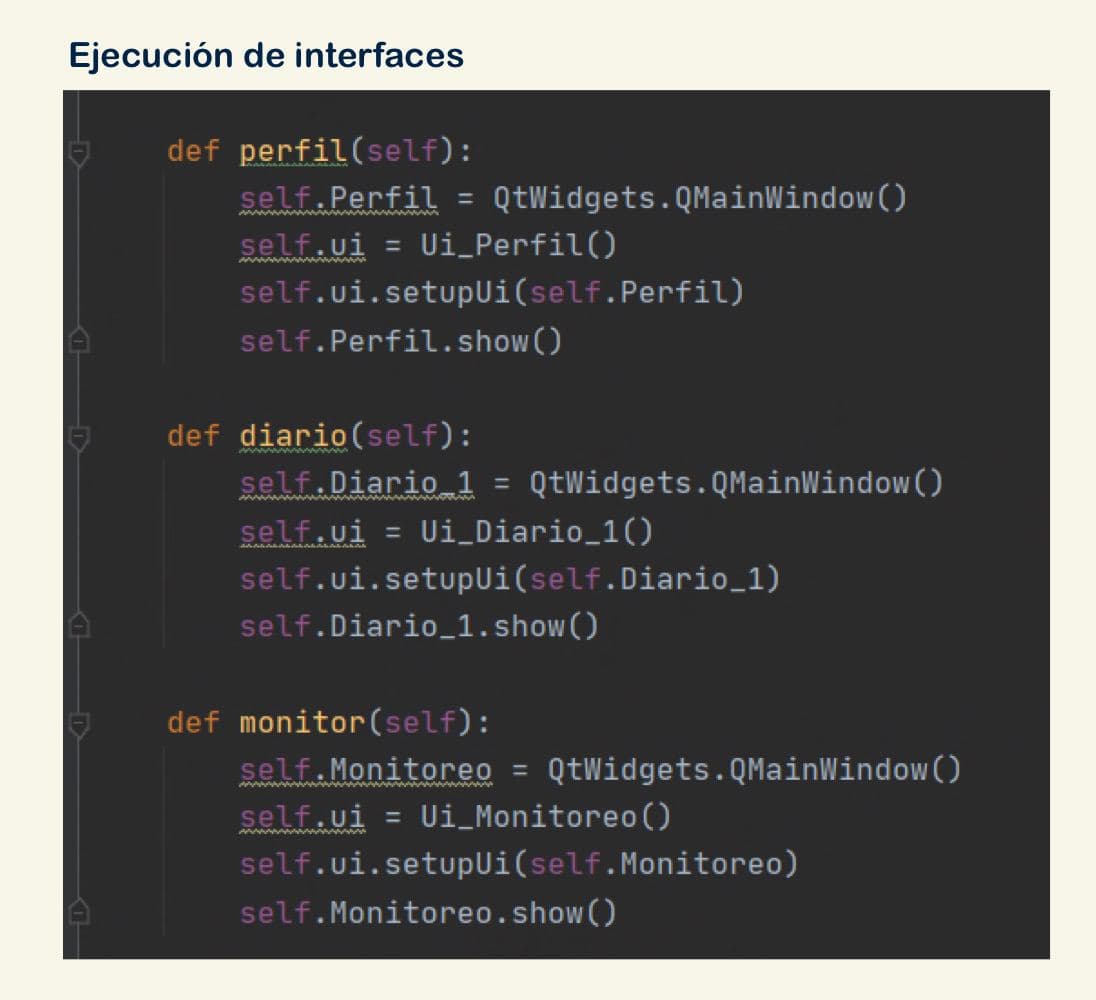 Ejecución de interfaces
def perfil(self):
self.Perfil = QtWidgets.QMainWindow()
self.ui = Ui_Perfil()
self.ui.setupUi(self.Perfil)
self.Perfil.show()
def diario(self):
self.Diario_1 = QtWidgets.QMainWindow()
self.ui = Ui_Diario_1()
self.ui.setupUi(self.Diario_1)
self.Diario_1.show()
def monitor(self):
self.Monitoreo = QtWidgets.QMainWindow()
self.ui = Ui_Monitoreo()
self.ui.setupUi(self.Monitoreo)
self.Monitoreo.show()